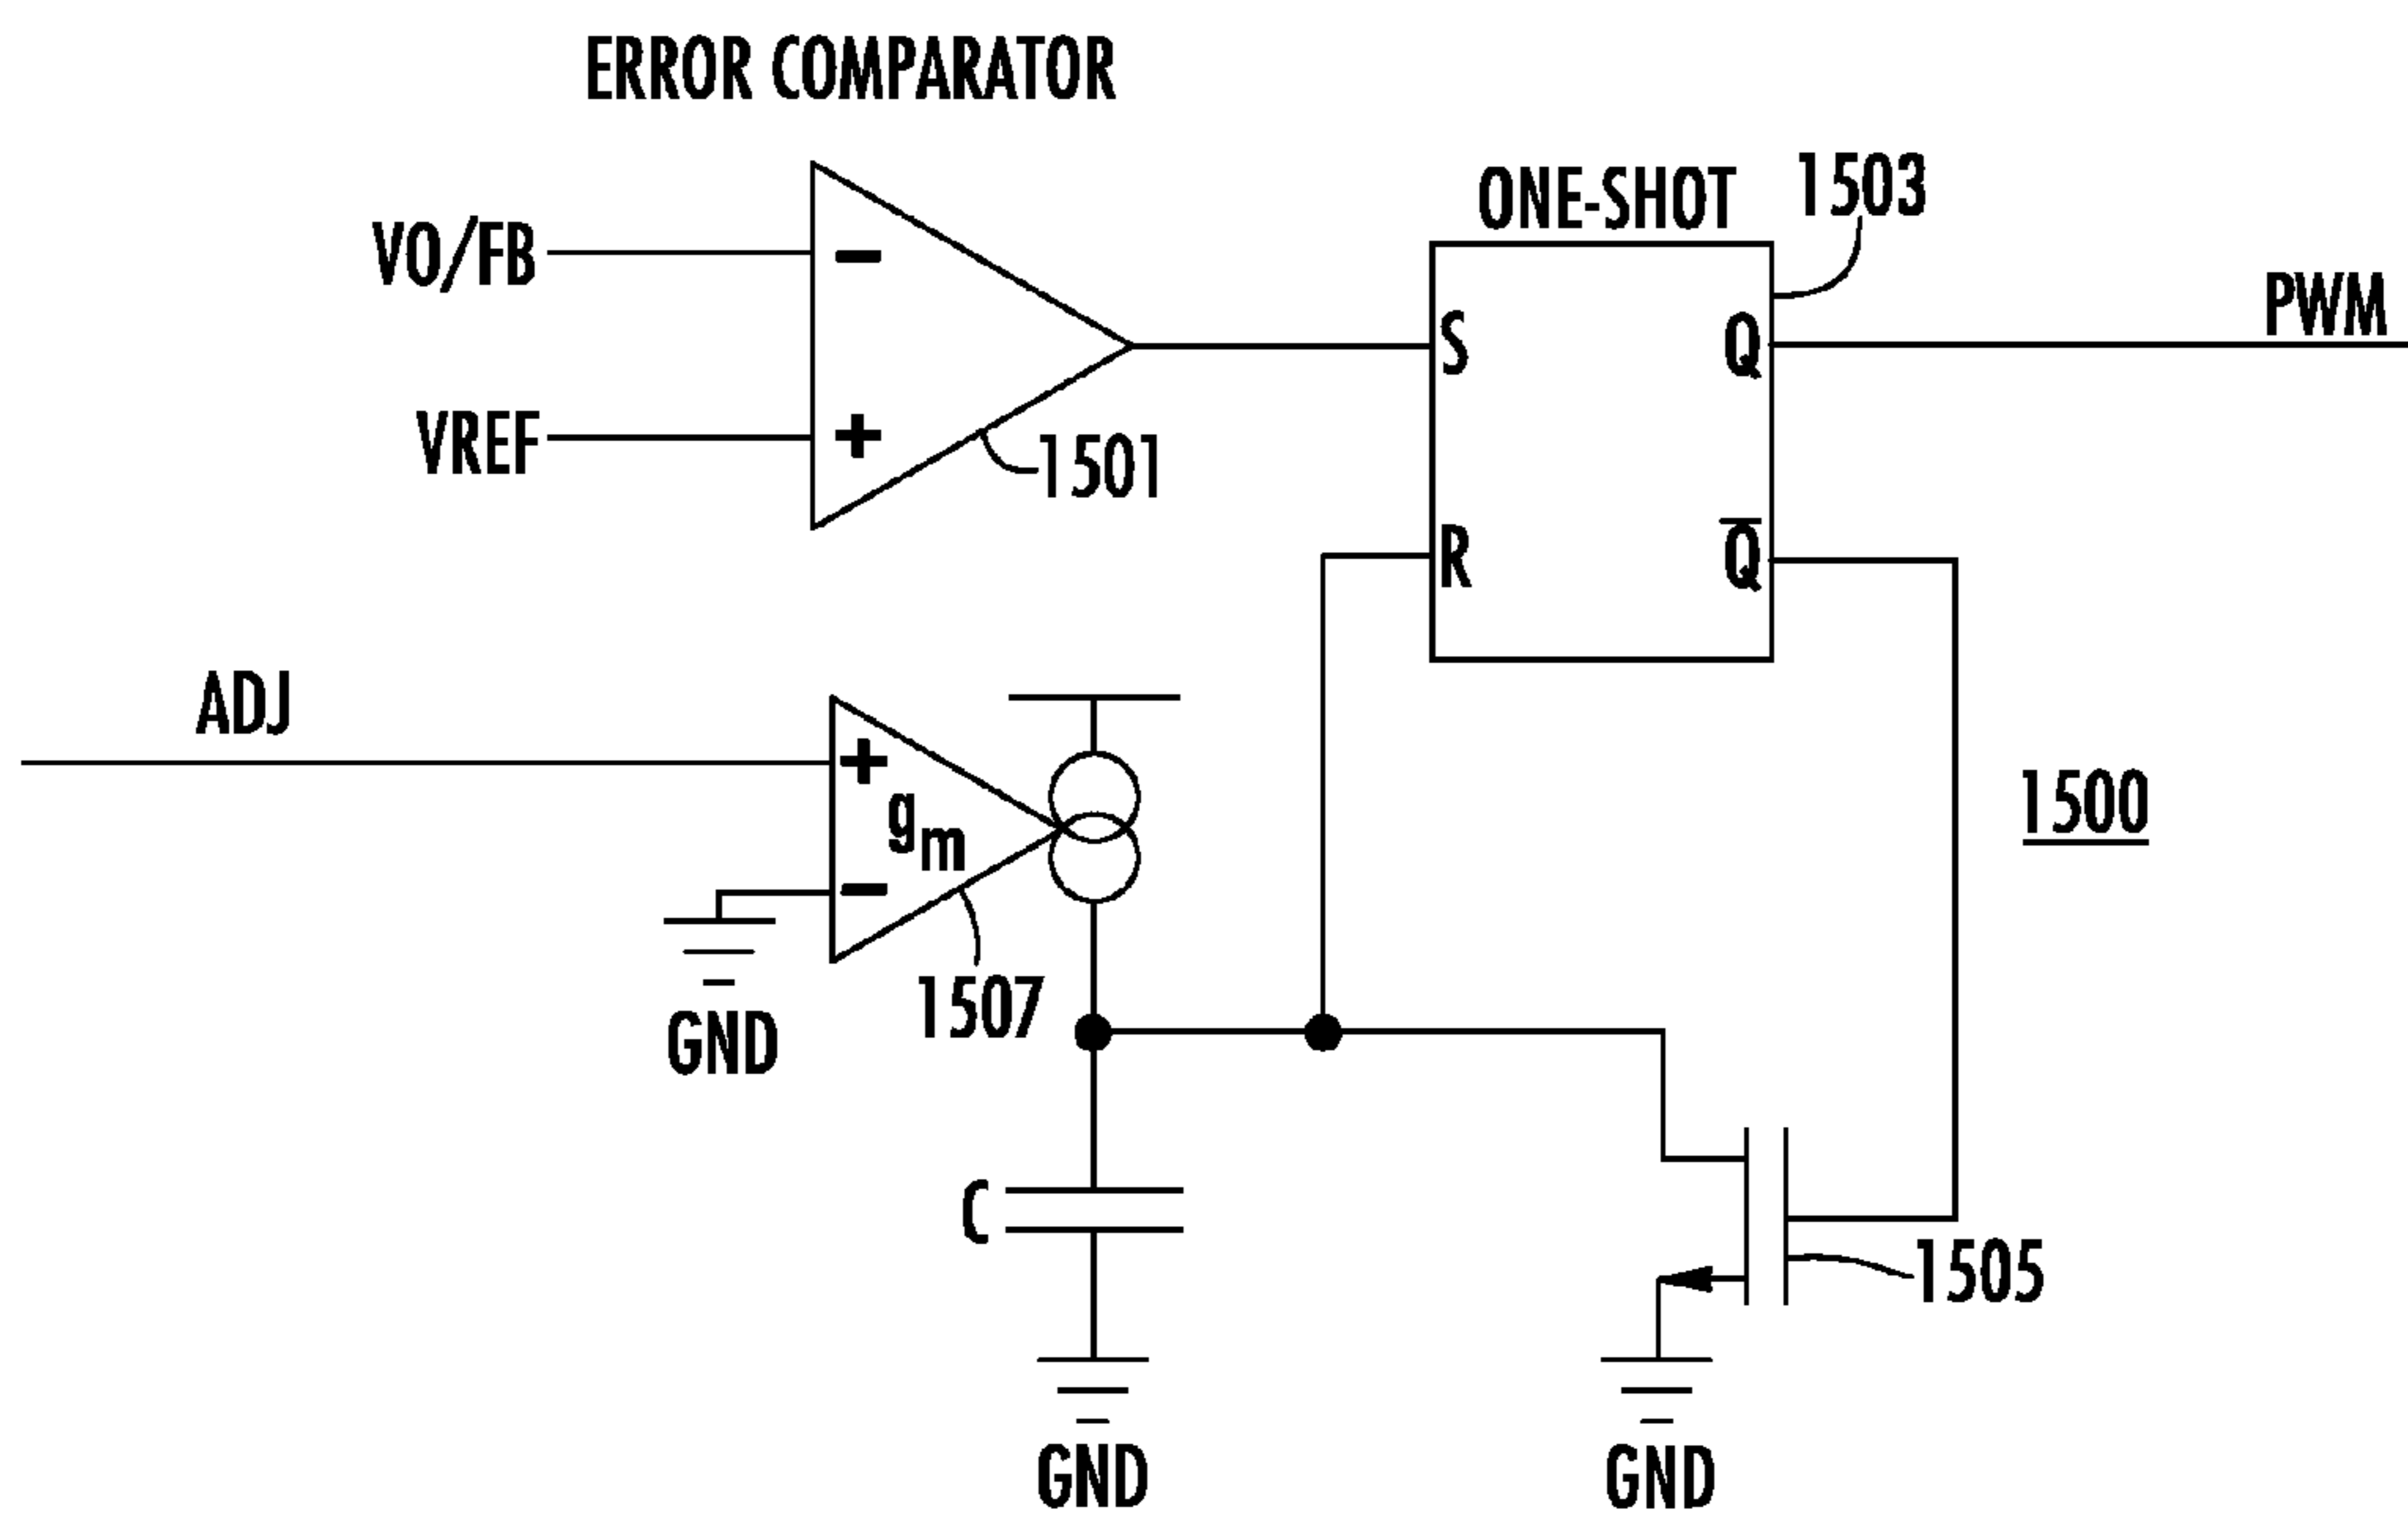 ERROR COMPARATOR
VO/FB
−
VREF
+
1501
ONE-SHOT
1503
S
Q
R
Q̅
PWM
ADJ
+
gm
−
GND
1507
1500
C
GND
1505
GND